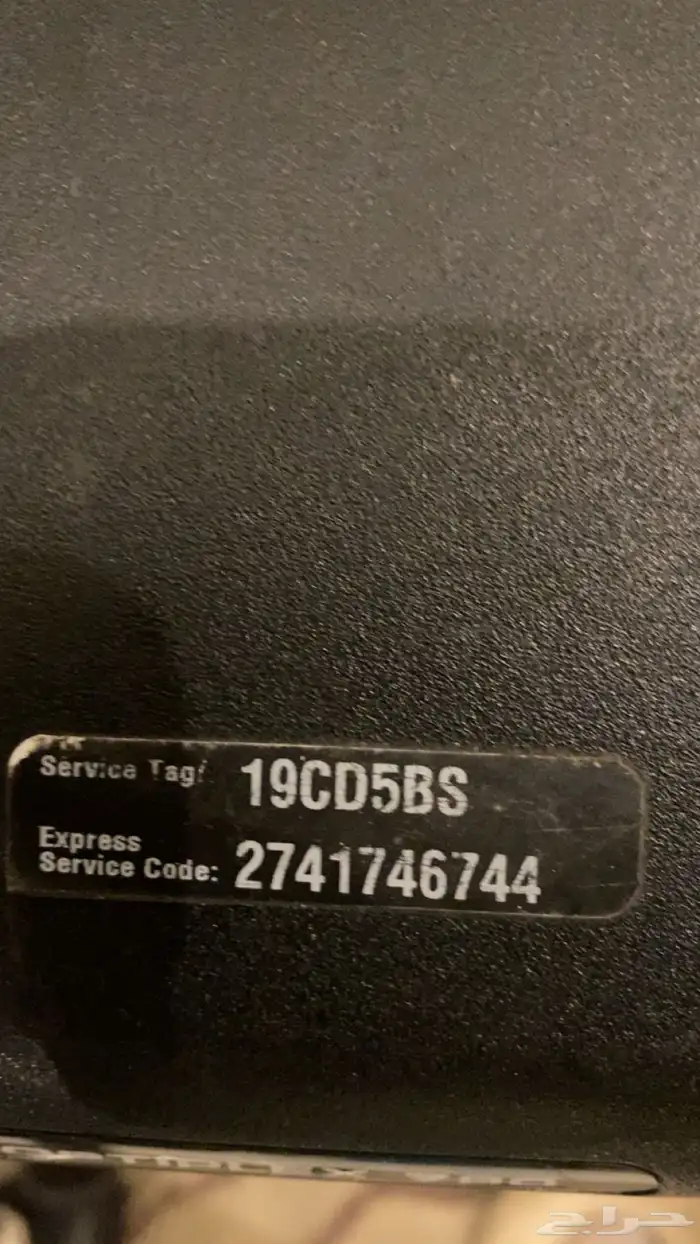 Service Tag: 19CD5BS
Express
Service Code: 2741746744
حراج